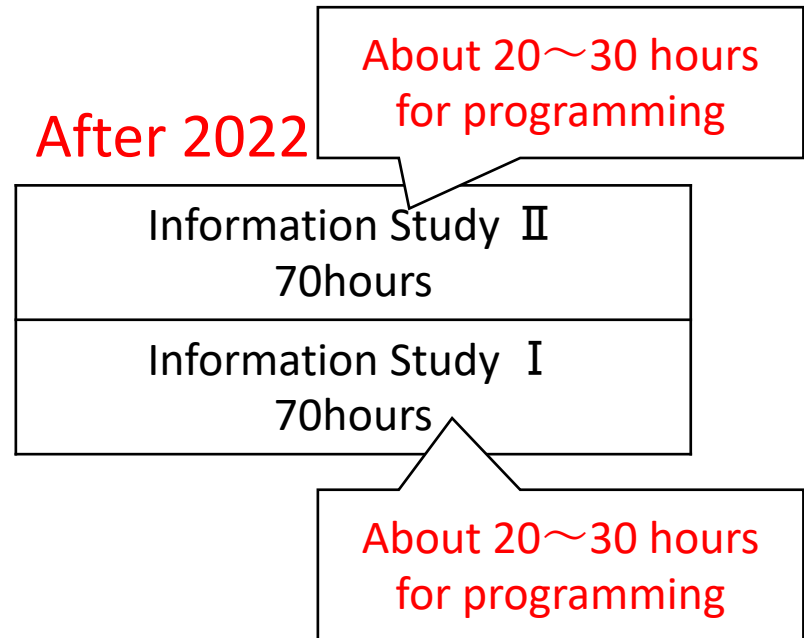 About 20～30 hours
for programming
After 2022
Information Study Ⅱ
70hours
Information Study Ⅰ
70hours
About 20～30 hours
for programming